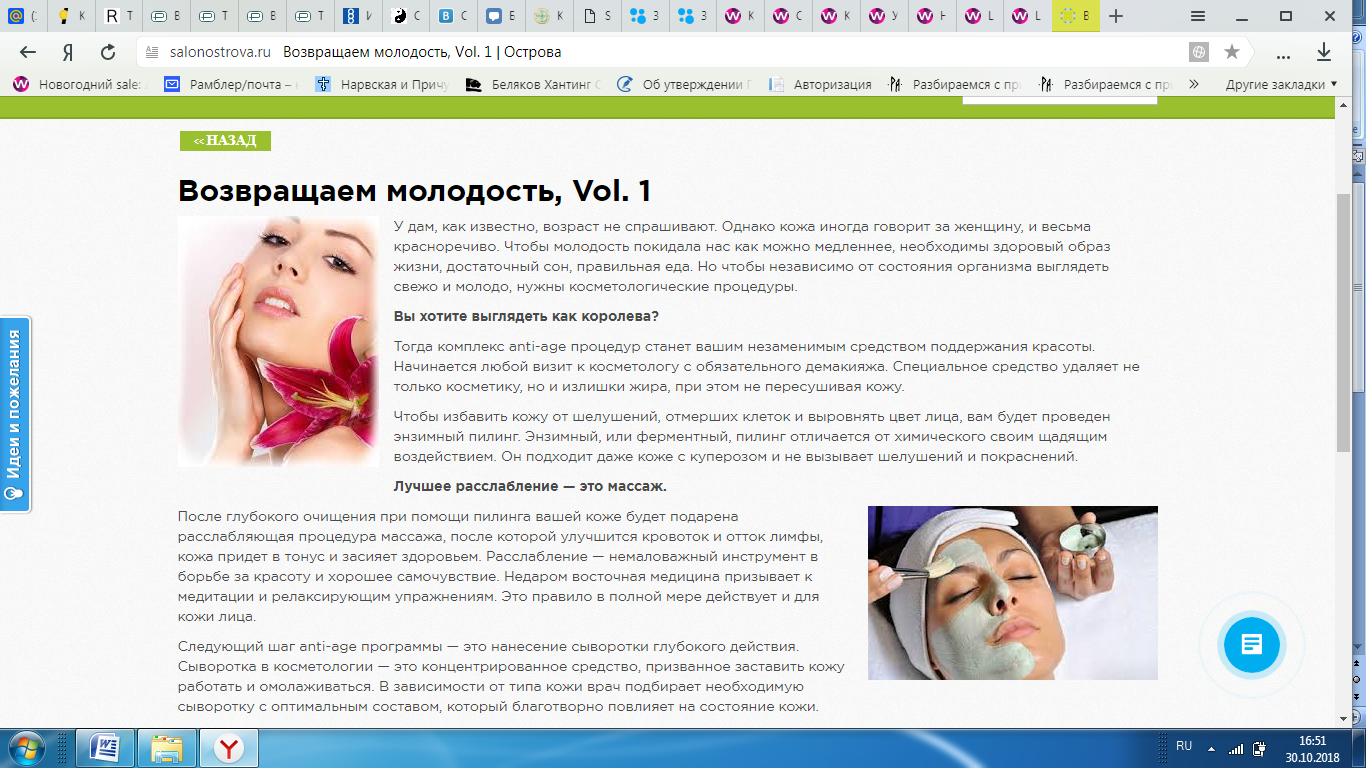 (1
К
Т
В
Т
В
Т
И
С
В
С
Б
К
S
З
З
К
С
К
У
Н
L
L
В
Я
salonostrova.ru Возвращаем молодость, Vol. 1 | Острова
Новогодний sale:
Рамблер/почта –
Нарвская и Причу
Беляков Хантинг
Об утверждении
Авторизация
Разбираемся с пр
Разбираемся с пр
Другие закладки
<<НАЗАД
Возвращаем молодость, Vol. 1
У дам, как известно, возраст не спрашивают. Однако кожа иногда говорит за женщину, и весьма
красноречиво. Чтобы молодость покидала нас как можно медленнее, необходимы здоровый образ
жизни, достаточный сон, правильная еда. Но чтобы независимо от состояния организма выглядеть
свежо и молодо, нужны косметологические процедуры.
Вы хотите выглядеть как королева?
Тогда комплекс anti-age процедур станет вашим незаменимым средством поддержания красоты.
Начинается любой визит к косметологу с обязательного демакияжа. Специальное средство удаляет не
только косметику, но и излишки жира, при этом не пересушивая кожу.
Чтобы избавить кожу от шелушений, отмерших клеток и выровнять цвет лица, вам будет проведен
энзимный пилинг. Энзимный, или ферментный, пилинг отличается от химического своим щадящим
воздействием. Он подходит даже коже с куперозом и не вызывает шелушений и покраснений.
Лучшее расслабление — это массаж.
После глубокого очищения при помощи пилинга вашей коже будет подарена
расслабляющая процедура массажа, после которой улучшится кровоток и отток лимфы,
кожа придет в тонус и засияет здоровьем. Расслабление — немаловажный инструмент в
борьбе за красоту и хорошее самочувствие. Недаром восточная медицина призывает к
медитации и релаксирующим упражнениям. Это правило в полной мере действует и для
кожи лица.
Следующий шаг anti-age программы — это нанесение сыворотки глубокого действия.
Сыворотка в косметологии — это концентрированное средство, призванное заставить кожу
работать и омолаживаться. В зависимости от типа кожи врач подбирает необходимую
сыворотку с оптимальным составом, который благотворно повлияет на состояние кожи.
Идеи и пожелания
RU
16:51
30.10.2018